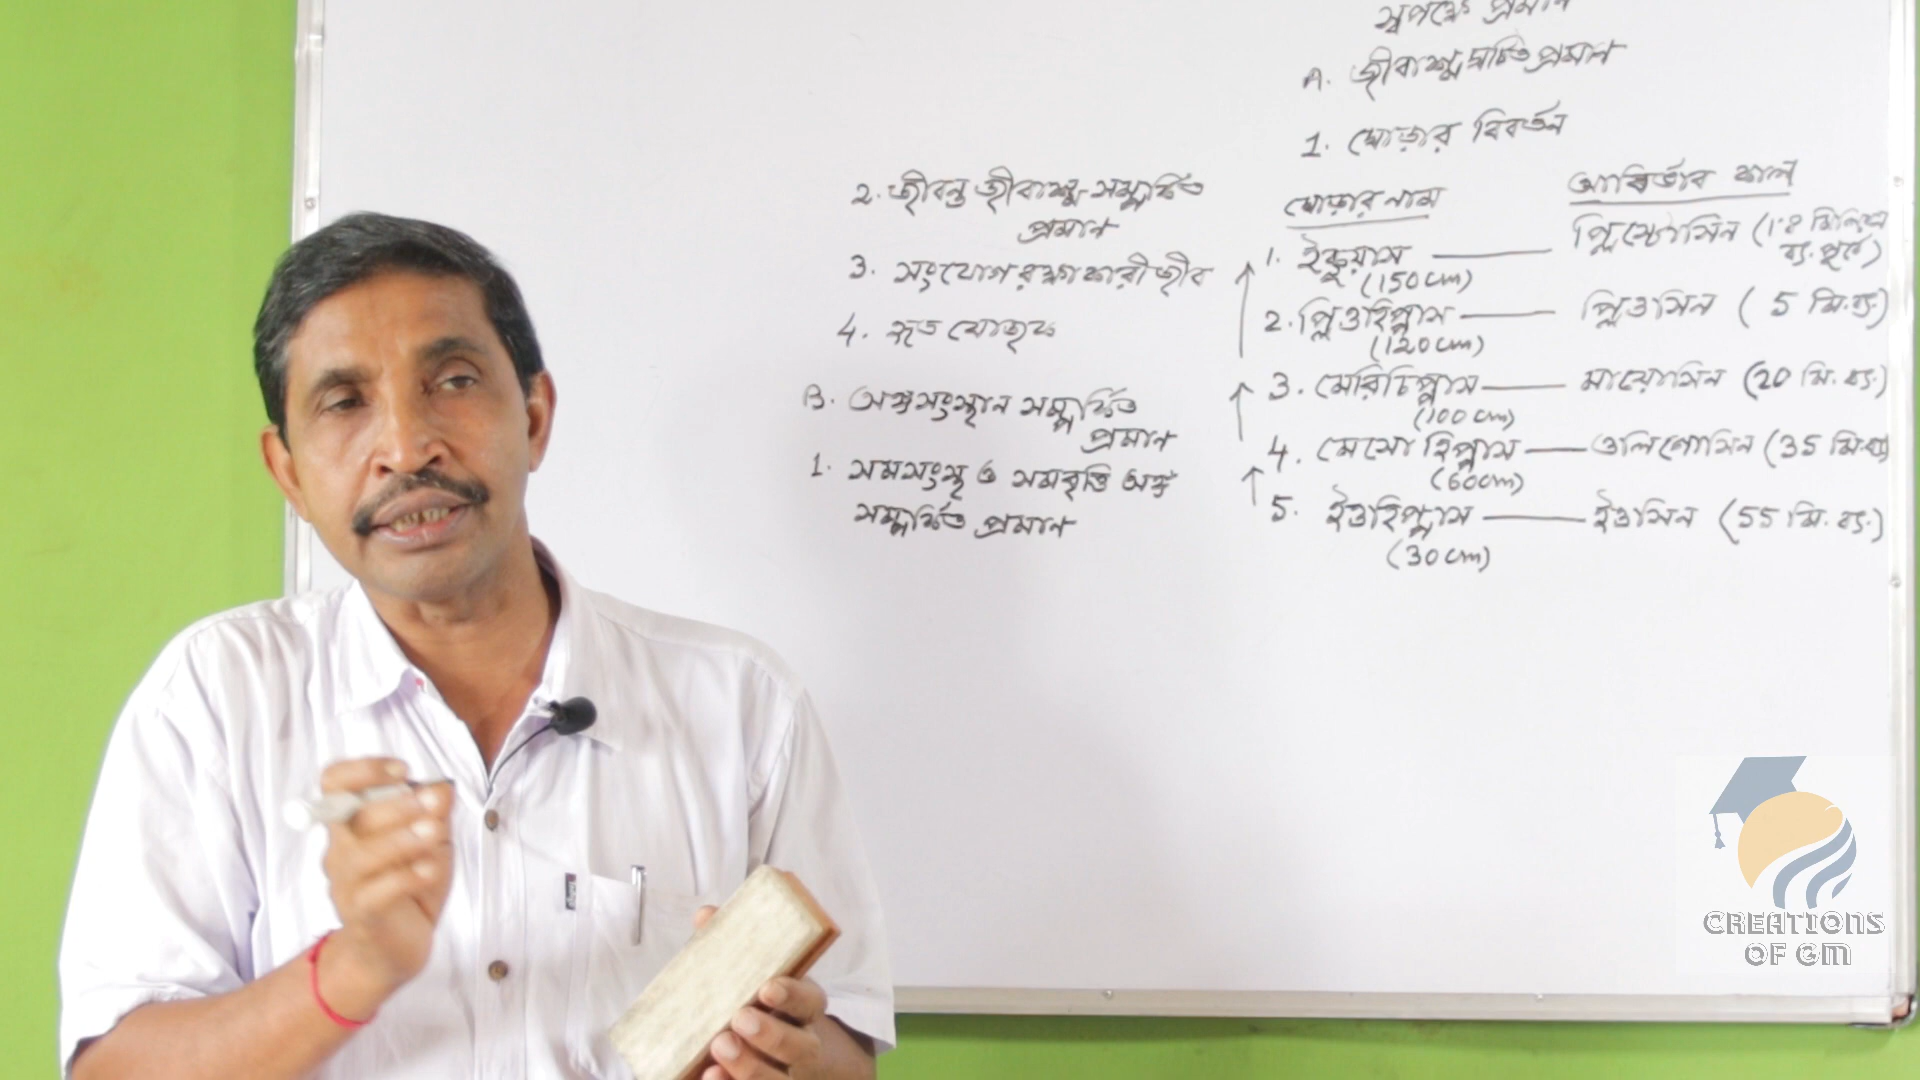 স্বপক্ষে প্রমান
A. জীবাশ্ম ঘটিত প্রমান
1. ঘোড়ার বিবর্তন
ঘোড়ার নাম আবির্ভাব কাল
1. ইকুয়াস — প্লিস্টোসিন (1.8 মিলিয়ন
ব্য. পূর্বে)
(150 cm)
2. প্লিওহিপ্পাস — প্লিওসিন ( 5 মি.ব্য.)
(120 cm)
3. মেরিচিপ্পাস — মায়োসিন (20 মি. ব্য.)
(100 cm)
4. মেসোহিপ্পাস — ওলিগোসিন (35 মি.ব্য)
(60 cm)
5. ইওহিপ্পাস — ইওসিন (55 মি. ব্য.)
(30 cm)
2. জীবন্ত জীবাশ্ম সম্পর্কিত
প্রমান
3. সংযোগ রক্ষাকারী জীব
4. হৃত যোজক
B. অঙ্গসংস্থান সম্পর্কিত
প্রমান
1. সমসংস্থ ও সমবৃত্তি অঙ্গ
সম্পর্কিত প্রমান
CREATIONS
OF GM